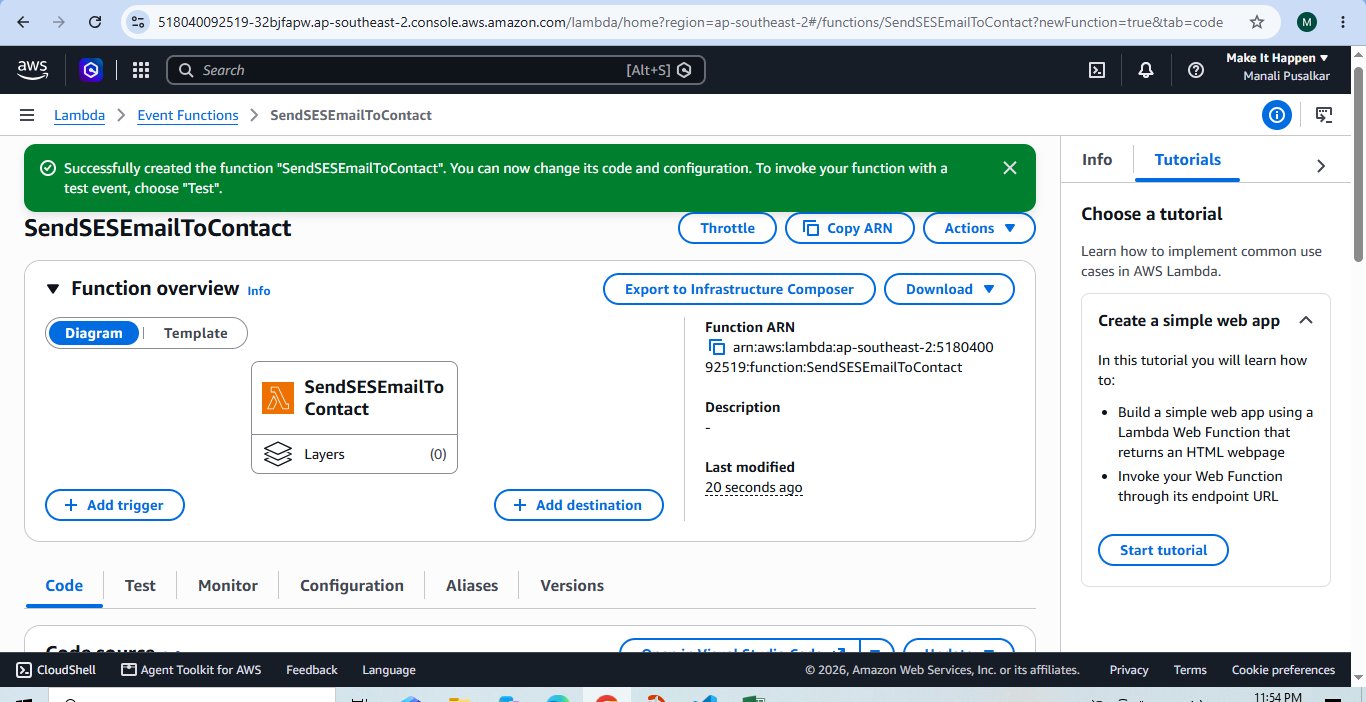 518040092519-32bjfapw.ap-southeast-2.console.aws.amazon.com/lambda/home?region=ap-southeast-2#/functions/SendSESEmailToContact?newFunction=true&tab=code
M
aws
Search
[Alt+S]
Make It Happen
Manali Pusalkar
Lambda
Event Functions
SendSESEmailToContact
Successfully created the function "SendSESEmailToContact". You can now change its code and configuration. To invoke your function with a
test event, choose "Test".
SendSESEmailToContact
Throttle
Copy ARN
Actions
Function overview Info
Export to Infrastructure Composer
Download
Diagram
Template
SendSESEmailTo
Contact
Layers
(0)
Add trigger
Add destination
Function ARN
arn:aws:lambda:ap-southeast-2:5180400
92519:function:SendSESEmailToContact
Description
-
Last modified
20 seconds ago
Code
Test
Monitor
Configuration
Aliases
Versions
Code source
Open in Visual Studio Code
Update
Info
Tutorials
Choose a tutorial
Learn how to implement common use
cases in AWS Lambda.
Create a simple web app
In this tutorial you will learn how
to:
• Build a simple web app using a
Lambda Web Function that
returns an HTML webpage
• Invoke your Web Function
through its endpoint URL
Start tutorial
CloudShell
Agent Toolkit for AWS
Feedback
Language
© 2026, Amazon Web Services, Inc. or its affiliates.
Privacy
Terms
Cookie preferences
11:54 PM